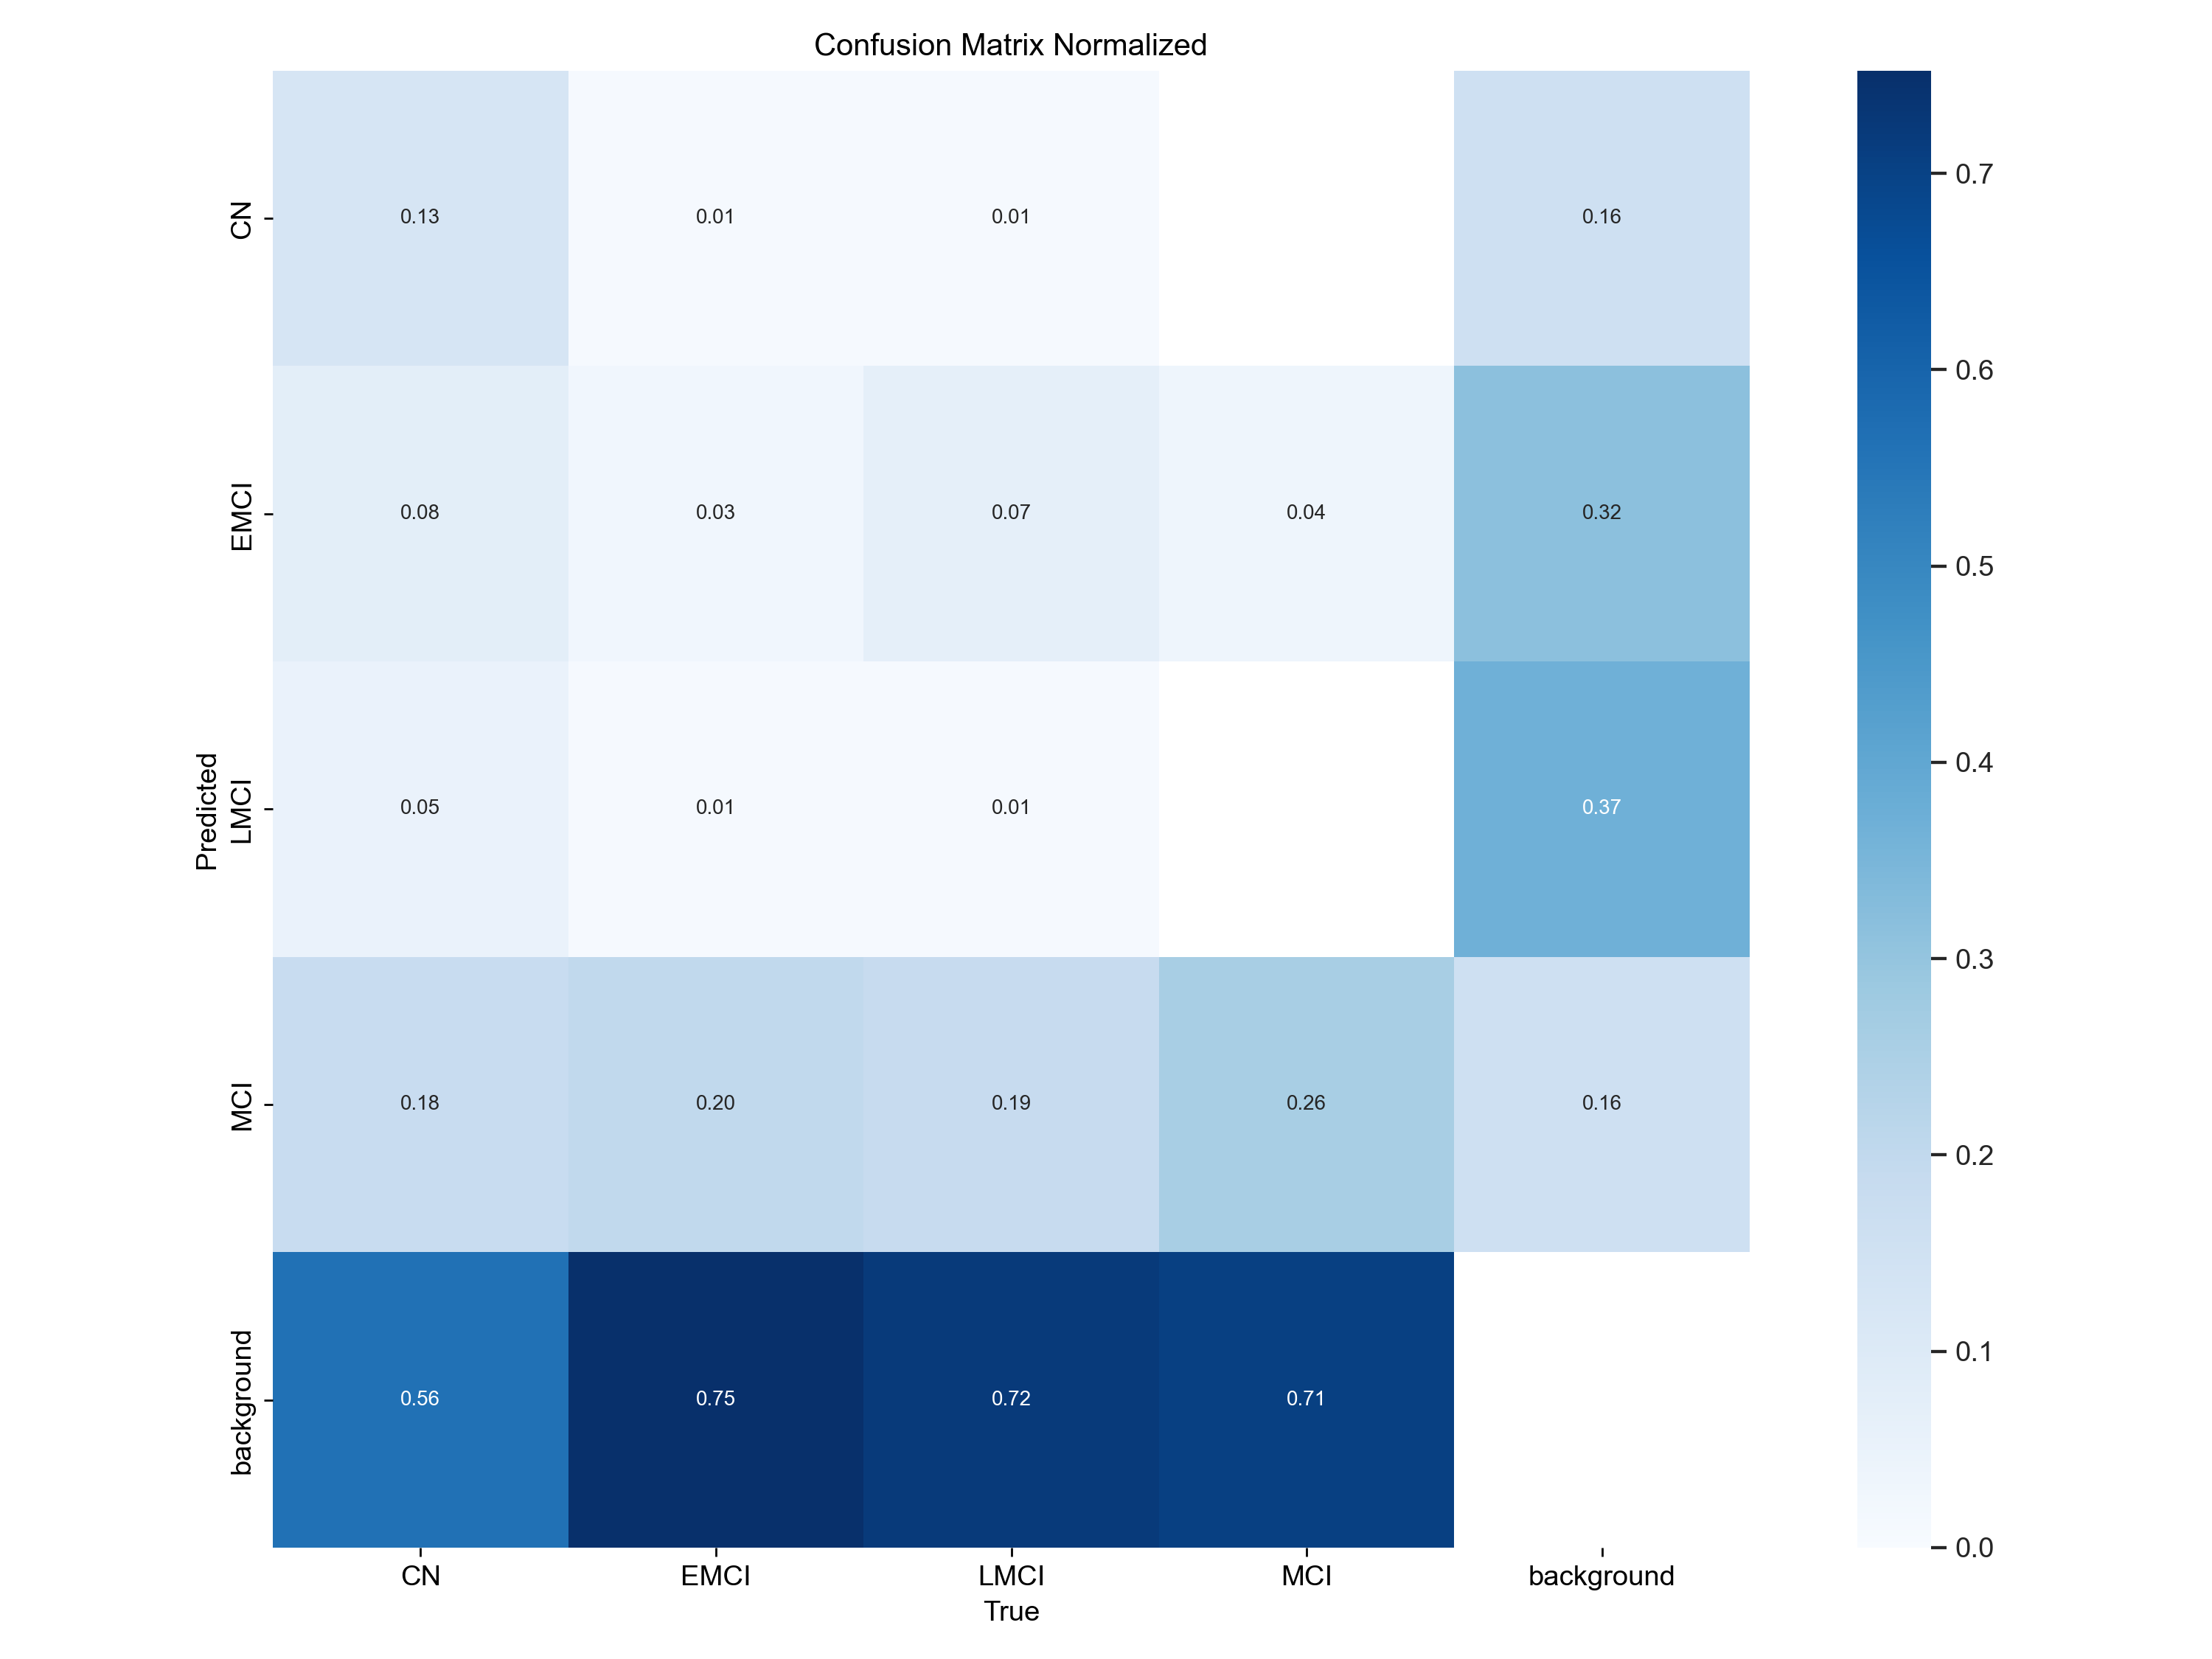 Confusion Matrix Normalized
CN 0.13 0.01 0.01 0.16
EMCI 0.08 0.03 0.07 0.04 0.32
LMCI 0.05 0.01 0.01 0.37
MCI 0.18 0.20 0.19 0.26 0.16
background 0.56 0.75 0.72 0.71
CN EMCI LMCI MCI background
True
Predicted
0.7
0.6
0.5
0.4
0.3
0.2
0.1
0.0